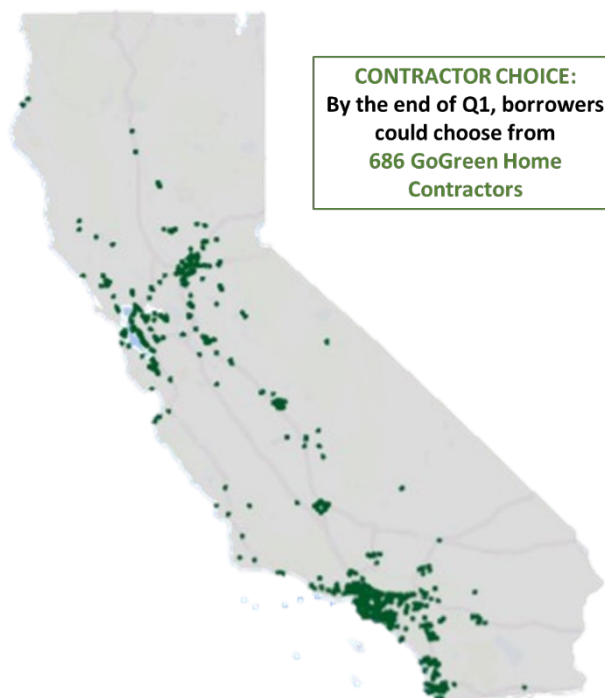 CONTRACTOR CHOICE:
By the end of Q1, borrowers
could choose from
686 GoGreen Home
Contractors